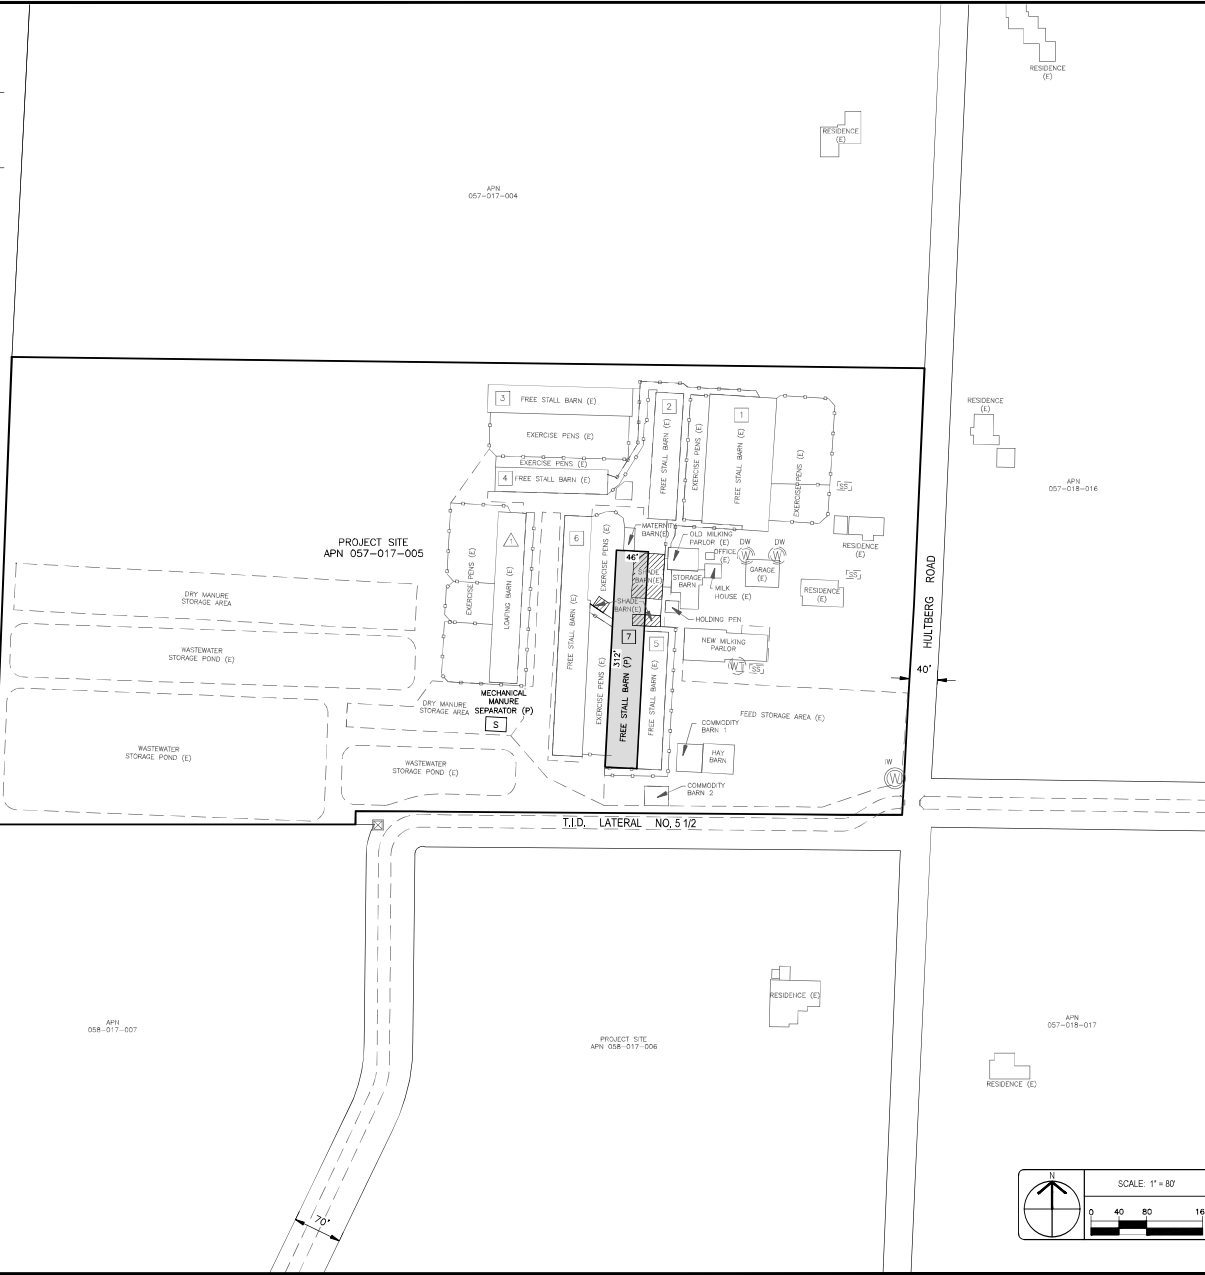 RESIDENCE
(E)
RESIDENCE
(E)
APN
057-017-004
RESIDENCE
(E)
APN
057-018-016
3
FREE STALL BARN (E)
EXERCISE PENS (E)
EXERCISE PENS (E)
4
FREE STALL BARN (E)
2
FREE STALL BARN (E)
EXERCISE PENS (E)
1
FREE STALL BARN (E)
EXERCISE PENS (E)
SS
PROJECT SITE
APN 057-017-005
1
EXERCISE PENS (E)
LOAFING BARN (E)
6
FREE STALL BARN (E)
EXERCISE PENS (E)
EXERCISE PENS (E)
MATERNITY
BARN(E)
OLD MILKING
PARLOR (E)
OFFICE
(E)
DW
W
DW
W
GARAGE
(E)
RESIDENCE
(E)
SS
RESIDENCE
(E)
46'
SHADE
BARN(E)
STORAGE
BARN
MILK
HOUSE (E)
SHADE
BARN(E)
HOLDING PEN
7
312'
FREE STALL BARN (P)
5
FREE STALL BARN (E)
NEW MILKING
PARLOR
WT
SS
HULTBERG ROAD
40'
DRY MANURE
STORAGE AREA
WASTEWATER
STORAGE POND (E)
MECHANICAL
MANURE
SEPARATOR (P)
S
DRY MANURE
STORAGE AREA
WASTEWATER
STORAGE POND (E)
WASTEWATER
STORAGE POND (E)
FEED STORAGE AREA (E)
COMMODITY
BARN 1
HAY
BARN
COMMODITY
BARN 2
IW
W
T.I.D. LATERAL NO. 5 1/2
RESIDENCE (E)
APN
058-017-007
PROJECT SITE
APN 058-017-006
APN
057-018-017
RESIDENCE (E)
70'
N
SCALE: 1" = 80'
0 40 80 16